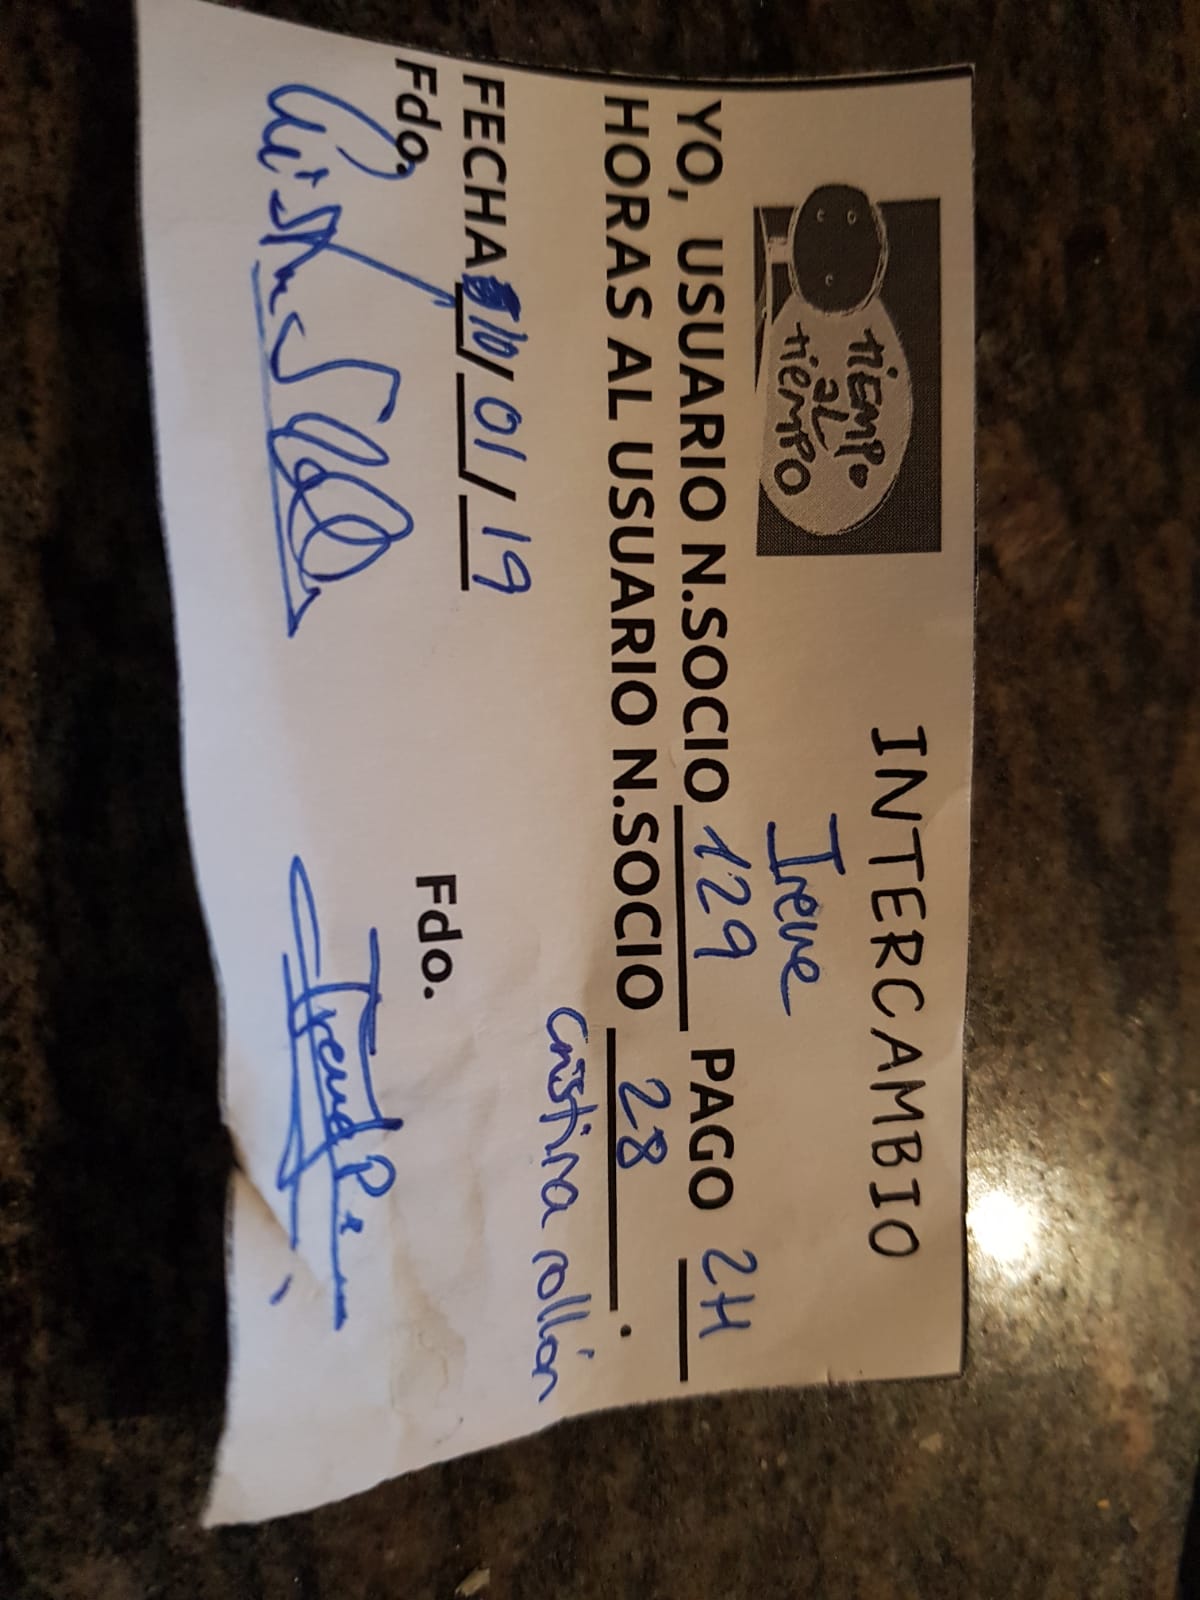 INTERCAMBIO
TIEMPO
AL
TIEMPO
Irene
YO, USUARIO N.SOCIO 129 PAGO 2H
HORAS AL USUARIO N.SOCIO 28.
Cristina rollón
FECHA 10/01/19
Fdo. Fdo.
Irene P.